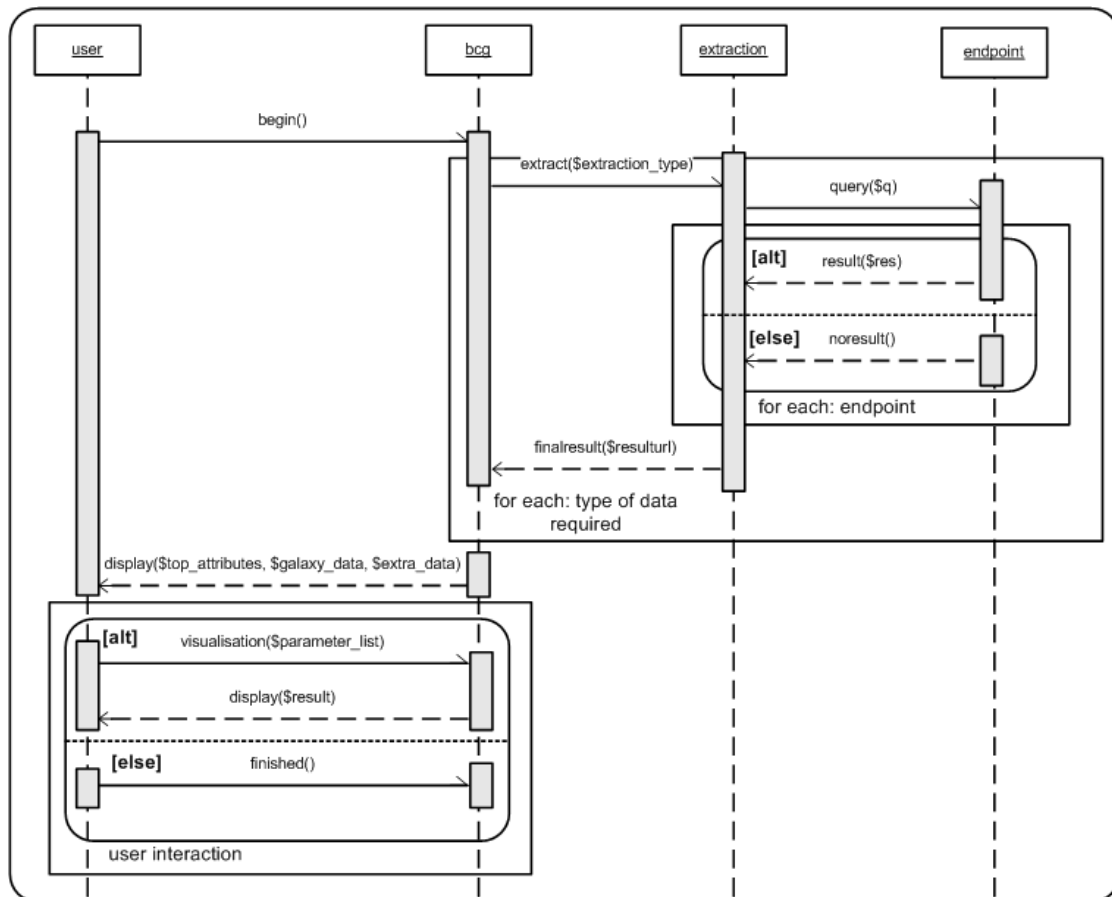 user
bcg
extraction
endpoint
begin()
extract($extraction_type)
query($q)
[alt]
result($res)
[else]
noresult()
for each: endpoint
finalresult($resulturl)
for each: type of data
required
display($top_attributes, $galaxy_data, $extra_data)
[alt]
visualisation($parameter_list)
display($result)
[else]
finished()
user interaction